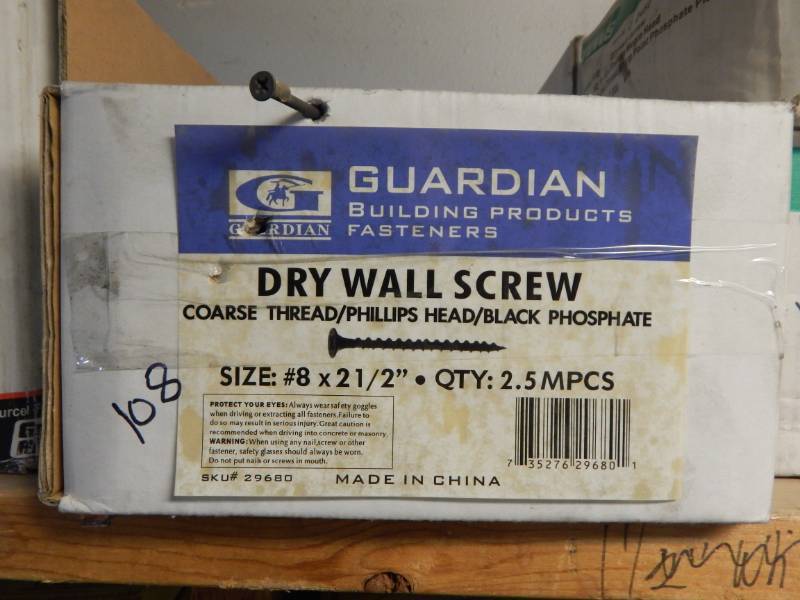 GUARDIAN
BUILDING PRODUCTS
FASTENERS
G
GUARDIAN
DRY WALL SCREW
COARSE THREAD/PHILLIPS HEAD/BLACK PHOSPHATE
SIZE: #8 x 2 1/2” • QTY: 2.5 MPCS
108
PROTECT YOUR EYES: Always wear safety goggles
when driving or extracting all fasteners. Failure to
do so may result in serious injury. Great caution is
recommended when driving into concrete or masonry.
WARNING: When using any nail, screw or other
fastener, safety glasses should always be worn.
Do not put nails or screws in mouth.
7 35276 29680 1
SKU# 29680
MADE IN CHINA